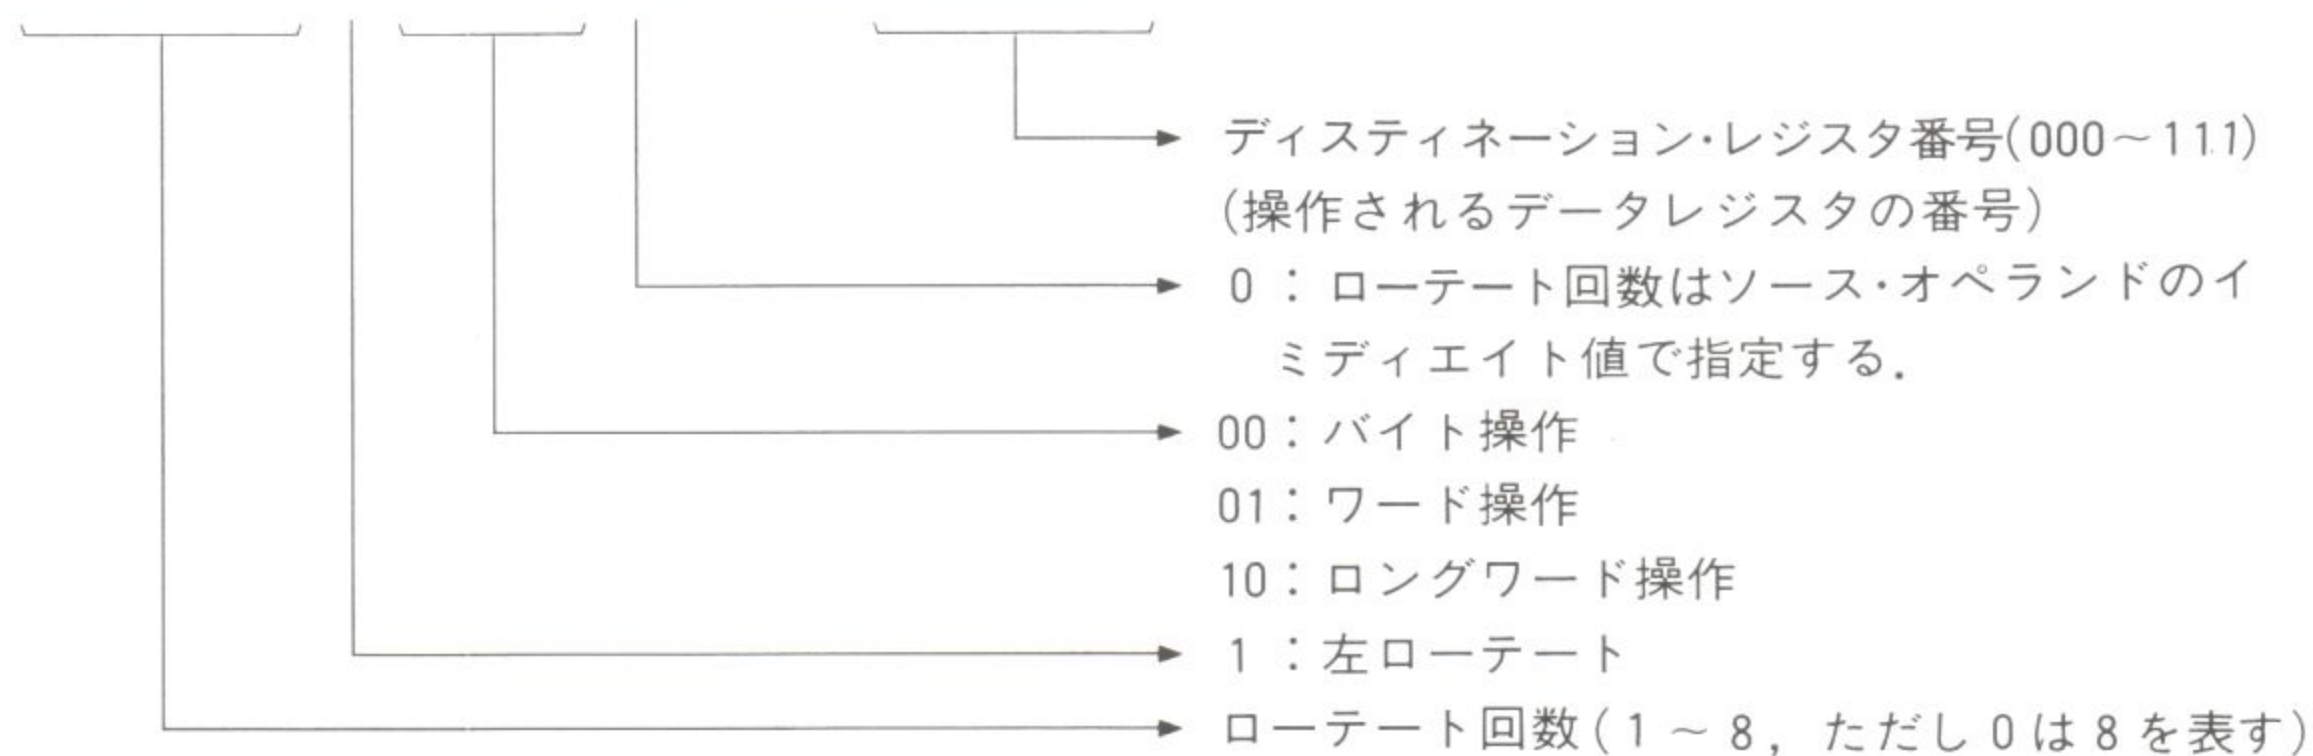 ディスティネーション・レジスタ番号(000～111)
(操作されるデータレジスタの番号)
0：ローテート回数はソース・オペランドのイ
ミディエイト値で指定する．
00：バイト操作
01：ワード操作
10：ロングワード操作
1：左ローテート
ローテート回数(1～8，ただし0は8を表す)